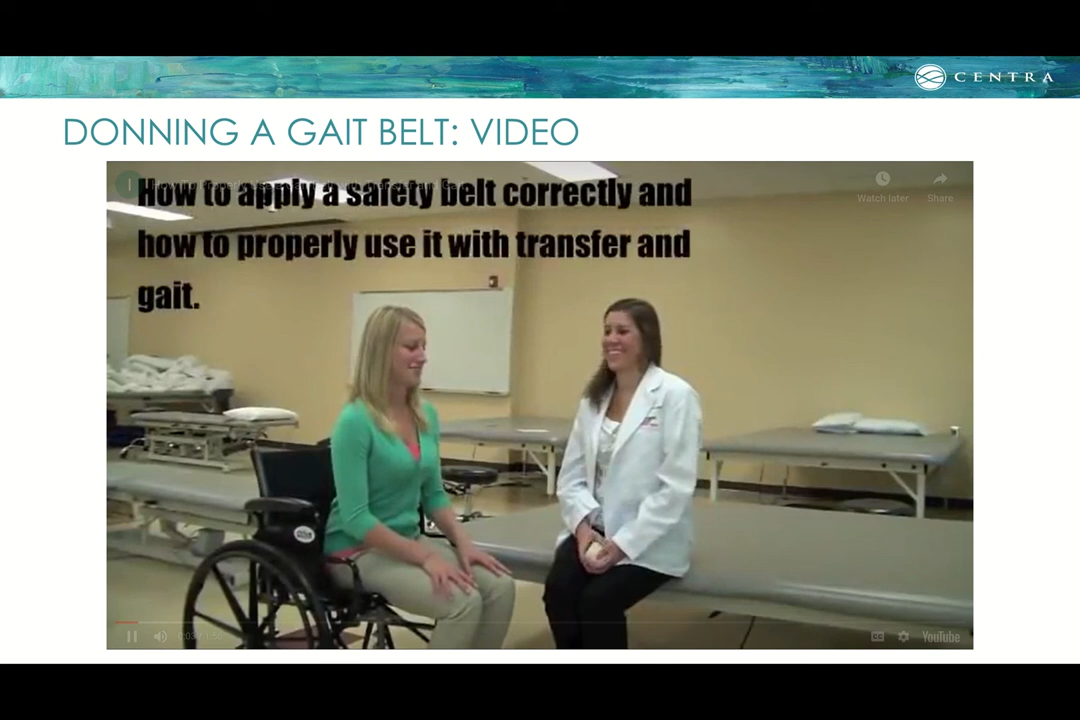 CENTRA
DONNING A GAIT BELT: VIDEO
How to apply a safety belt correctly and
how to properly use it with transfer and
gait.
Watch later
Share
CC
YouTube